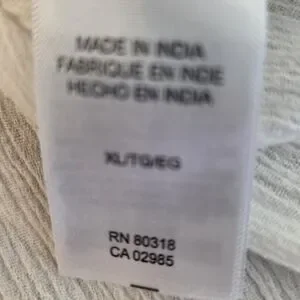 MADE IN INDIA
FABRIQUE EN INDE
HECHO EN INDIA
XL/TG/EG
RN 80318
CA 02985